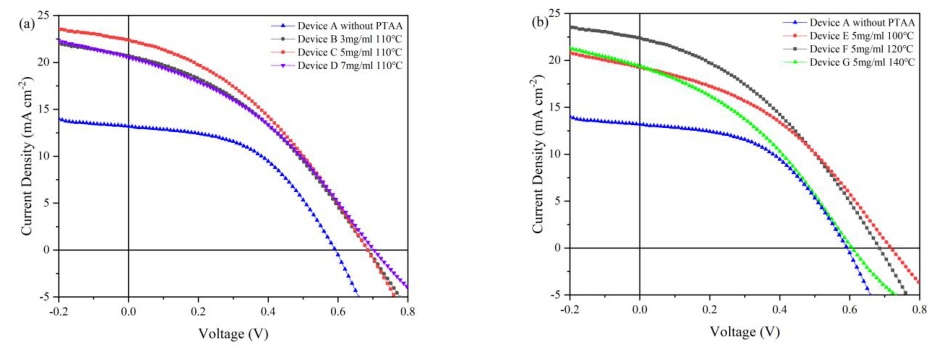 (a)
Device A without PTAA
Device B 3mg/ml 110℃
Device C 5mg/ml 110℃
Device D 7mg/ml 110℃
25
20
15
10
5
0
-5
-0.2 0.0 0.2 0.4 0.6 0.8
Current Density (mA cm-2)
Voltage (V)
(b)
Device A without PTAA
Device E 5mg/ml 100℃
Device F 5mg/ml 120℃
Device G 5mg/ml 140℃
25
20
15
10
5
0
-5
-0.2 0.0 0.2 0.4 0.6 0.8
Current Density (mA cm-2)
Voltage (V)